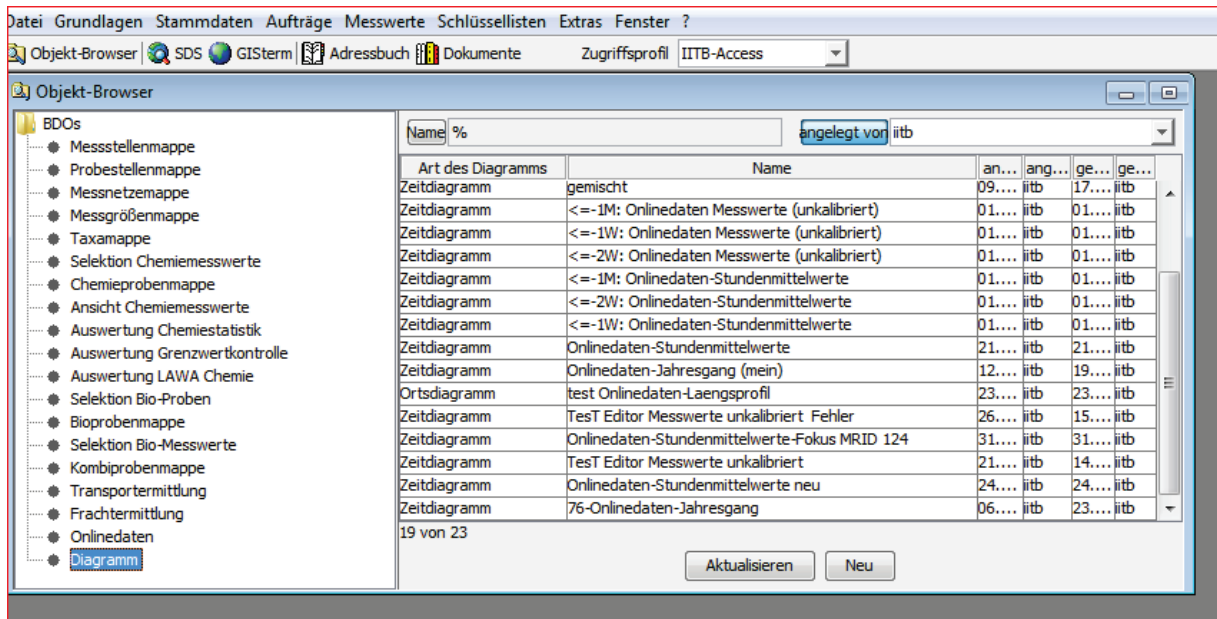 Datei Grundlagen Stammdaten Aufträge Messwerte Schlüssellisten Extras Fenster ?
Objekt-Browser SDS GISterm Adressbuch Dokumente Zugriffsprofil IITB-Access
Objekt-Browser
BDOs
Messstellenmappe
Probestellenmappe
Messnetzemappe
Messgrößenmappe
Taxamappe
Selektion Chemiemesswerte
Chemieprobenmappe
Ansicht Chemiemesswerte
Auswertung Chemiestatistik
Auswertung Grenzwertkontrolle
Auswertung LAWA Chemie
Selektion Bio-Proben
Bioprobenmappe
Selektion Bio-Messwerte
Kombiprobenmappe
Transportermittlung
Frachtermittlung
Onlinedaten
Diagramm
Name % angelegt von iitb
Art des Diagramms Name an... ang... ge... ge...
Zeitdiagramm gemischt 09.... iitb 17.... iitb
Zeitdiagramm <=-1M: Onlinedaten Messwerte (unkalibriert) 01.... iitb 01.... iitb
Zeitdiagramm <=-1W: Onlinedaten Messwerte (unkalibriert) 01.... iitb 01.... iitb
Zeitdiagramm <=-2W: Onlinedaten Messwerte (unkalibriert) 01.... iitb 01.... iitb
Zeitdiagramm <=-1M: Onlinedaten-Stundenmittelwerte 01.... iitb 01.... iitb
Zeitdiagramm <=-2W: Onlinedaten-Stundenmittelwerte 01.... iitb 01.... iitb
Zeitdiagramm <=-1W: Onlinedaten-Stundenmittelwerte 01.... iitb 01.... iitb
Zeitdiagramm Onlinedaten-Stundenmittelwerte 21.... iitb 21.... iitb
Zeitdiagramm Onlinedaten-Jahresgang (mein) 12.... iitb 19.... iitb
Ortsdiagramm test Onlinedaten-Laengsprofil 23.... iitb 23.... iitb
Zeitdiagramm TesT Editor Messwerte unkalibriert Fehler 26.... iitb 15.... iitb
Zeitdiagramm Onlinedaten-Stundenmittelwerte-Fokus MRID 124 31.... iitb 31.... iitb
Zeitdiagramm TesT Editor Messwerte unkalibriert 21.... iitb 14.... iitb
Zeitdiagramm Onlinedaten-Stundenmittelwerte neu 24.... iitb 24.... iitb
Zeitdiagramm 76-Onlinedaten-Jahresgang 06.... iitb 23.... iitb
19 von 23
Aktualisieren Neu